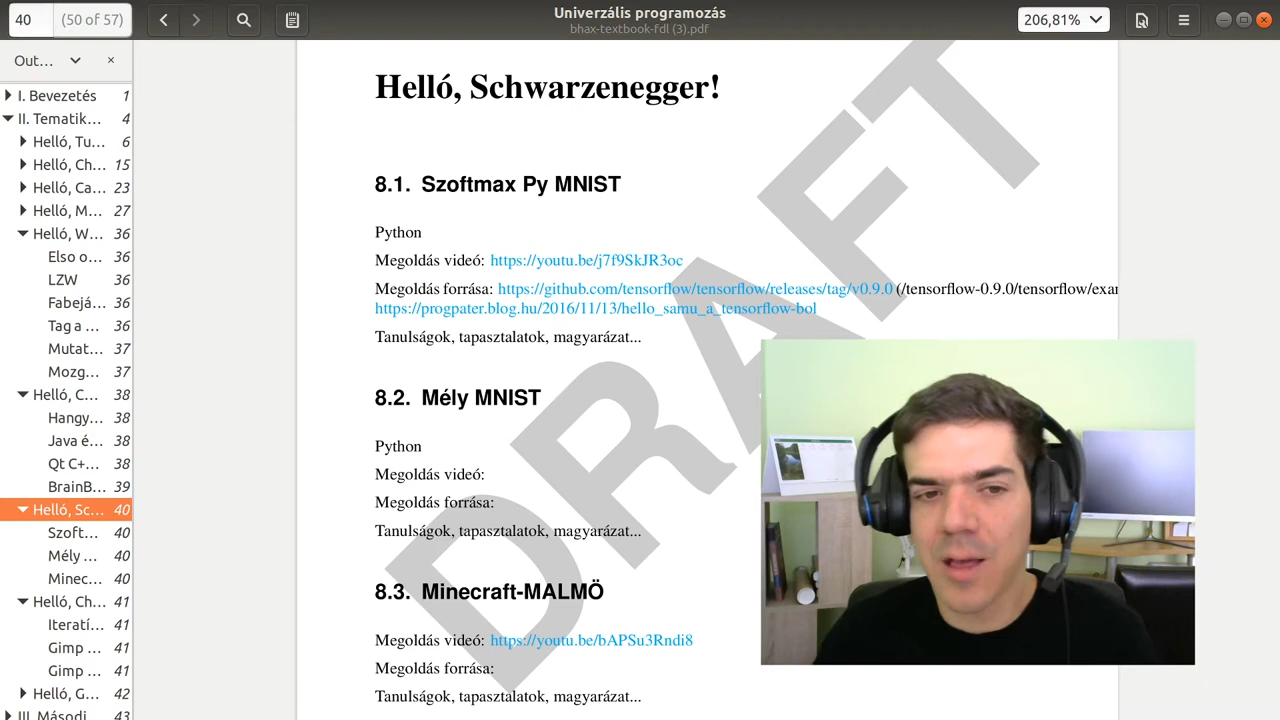 40
(50 of 57)
Univerzális programozás
bhax-textbook-fdl (3).pdf
206,81%
Out...
I. Bevezetés 1
II. Tematik... 4
Helló, Tu... 6
Helló, Ch... 15
Helló, Ca... 23
Helló, M... 27
Helló, W... 36
Elso o... 36
LZW 36
Fabejá... 36
Tag a ... 36
Mutat... 37
Mozg... 37
Helló, C... 38
Hangy... 38
Java é... 38
Qt C+... 38
BrainB... 39
Helló, Sc... 40
Szoft... 40
Mély ... 40
Minec... 40
Helló, Ch... 41
Iteratí... 41
Gimp ... 41
Gimp ... 41
Helló, G... 42
III. Másodi... 43
Helló, Schwarzenegger!
8.1. Szoftmax Py MNIST
Python
Megoldás videó: https://youtu.be/j7f9SkJR3oc
Megoldás forrása: https://github.com/tensorflow/tensorflow/releases/tag/v0.9.0 (/tensorflow-0.9.0/tensorflow/exam
https://progpater.blog.hu/2016/11/13/hello_samu_a_tensorflow-bol
Tanulságok, tapasztalatok, magyarázat...
8.2. Mély MNIST
Python
Megoldás videó:
Megoldás forrása:
Tanulságok, tapasztalatok, magyarázat...
8.3. Minecraft-MALMÖ
Megoldás videó: https://youtu.be/bAPSu3Rndi8
Megoldás forrása:
Tanulságok, tapasztalatok, magyarázat...
DRAFT